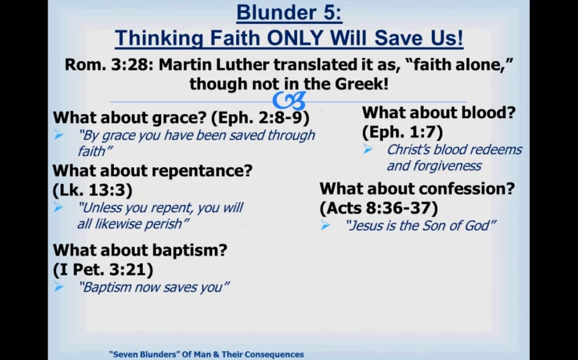 Blunder 5:
Thinking Faith ONLY Will Save Us!
Rom. 3:28: Martin Luther translated it as, “faith alone,”
though not in the Greek!
What about grace? (Eph. 2:8-9)
“By grace you have been saved through
faith”
What about repentance?
(Lk. 13:3)
“Unless you repent, you will
all likewise perish”
What about baptism?
(I Pet. 3:21)
“Baptism now saves you”
What about blood?
(Eph. 1:7)
Christ’s blood redeems
and forgiveness
What about confession?
(Acts 8:36-37)
“Jesus is the Son of God”
“Seven Blunders” Of Man & Their Consequences